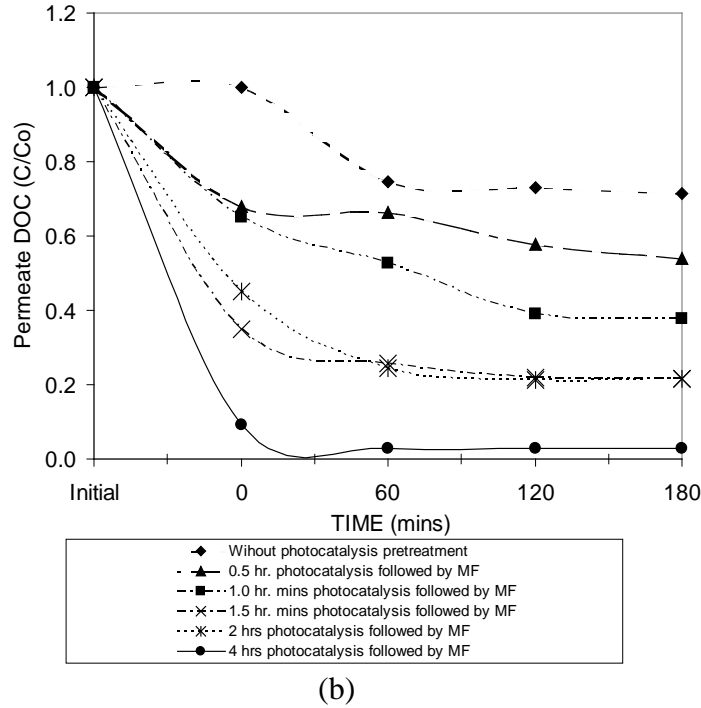 Permeate DOC (C/Co)
1.0
0.8
0.6
0.4
0.2
0.0
Initial 0 60 120 180
TIME (mins)
Wihout photocatalysis pretreatment
0.5 hr. photocatalysis followed by MF
1.0 hr. mins photocatalysis followed by MF
1.5 hr. mins photocatalysis followed by MF
2 hrs photocatalysis followed by MF
4 hrs photocatalysis followed by MF
(b)